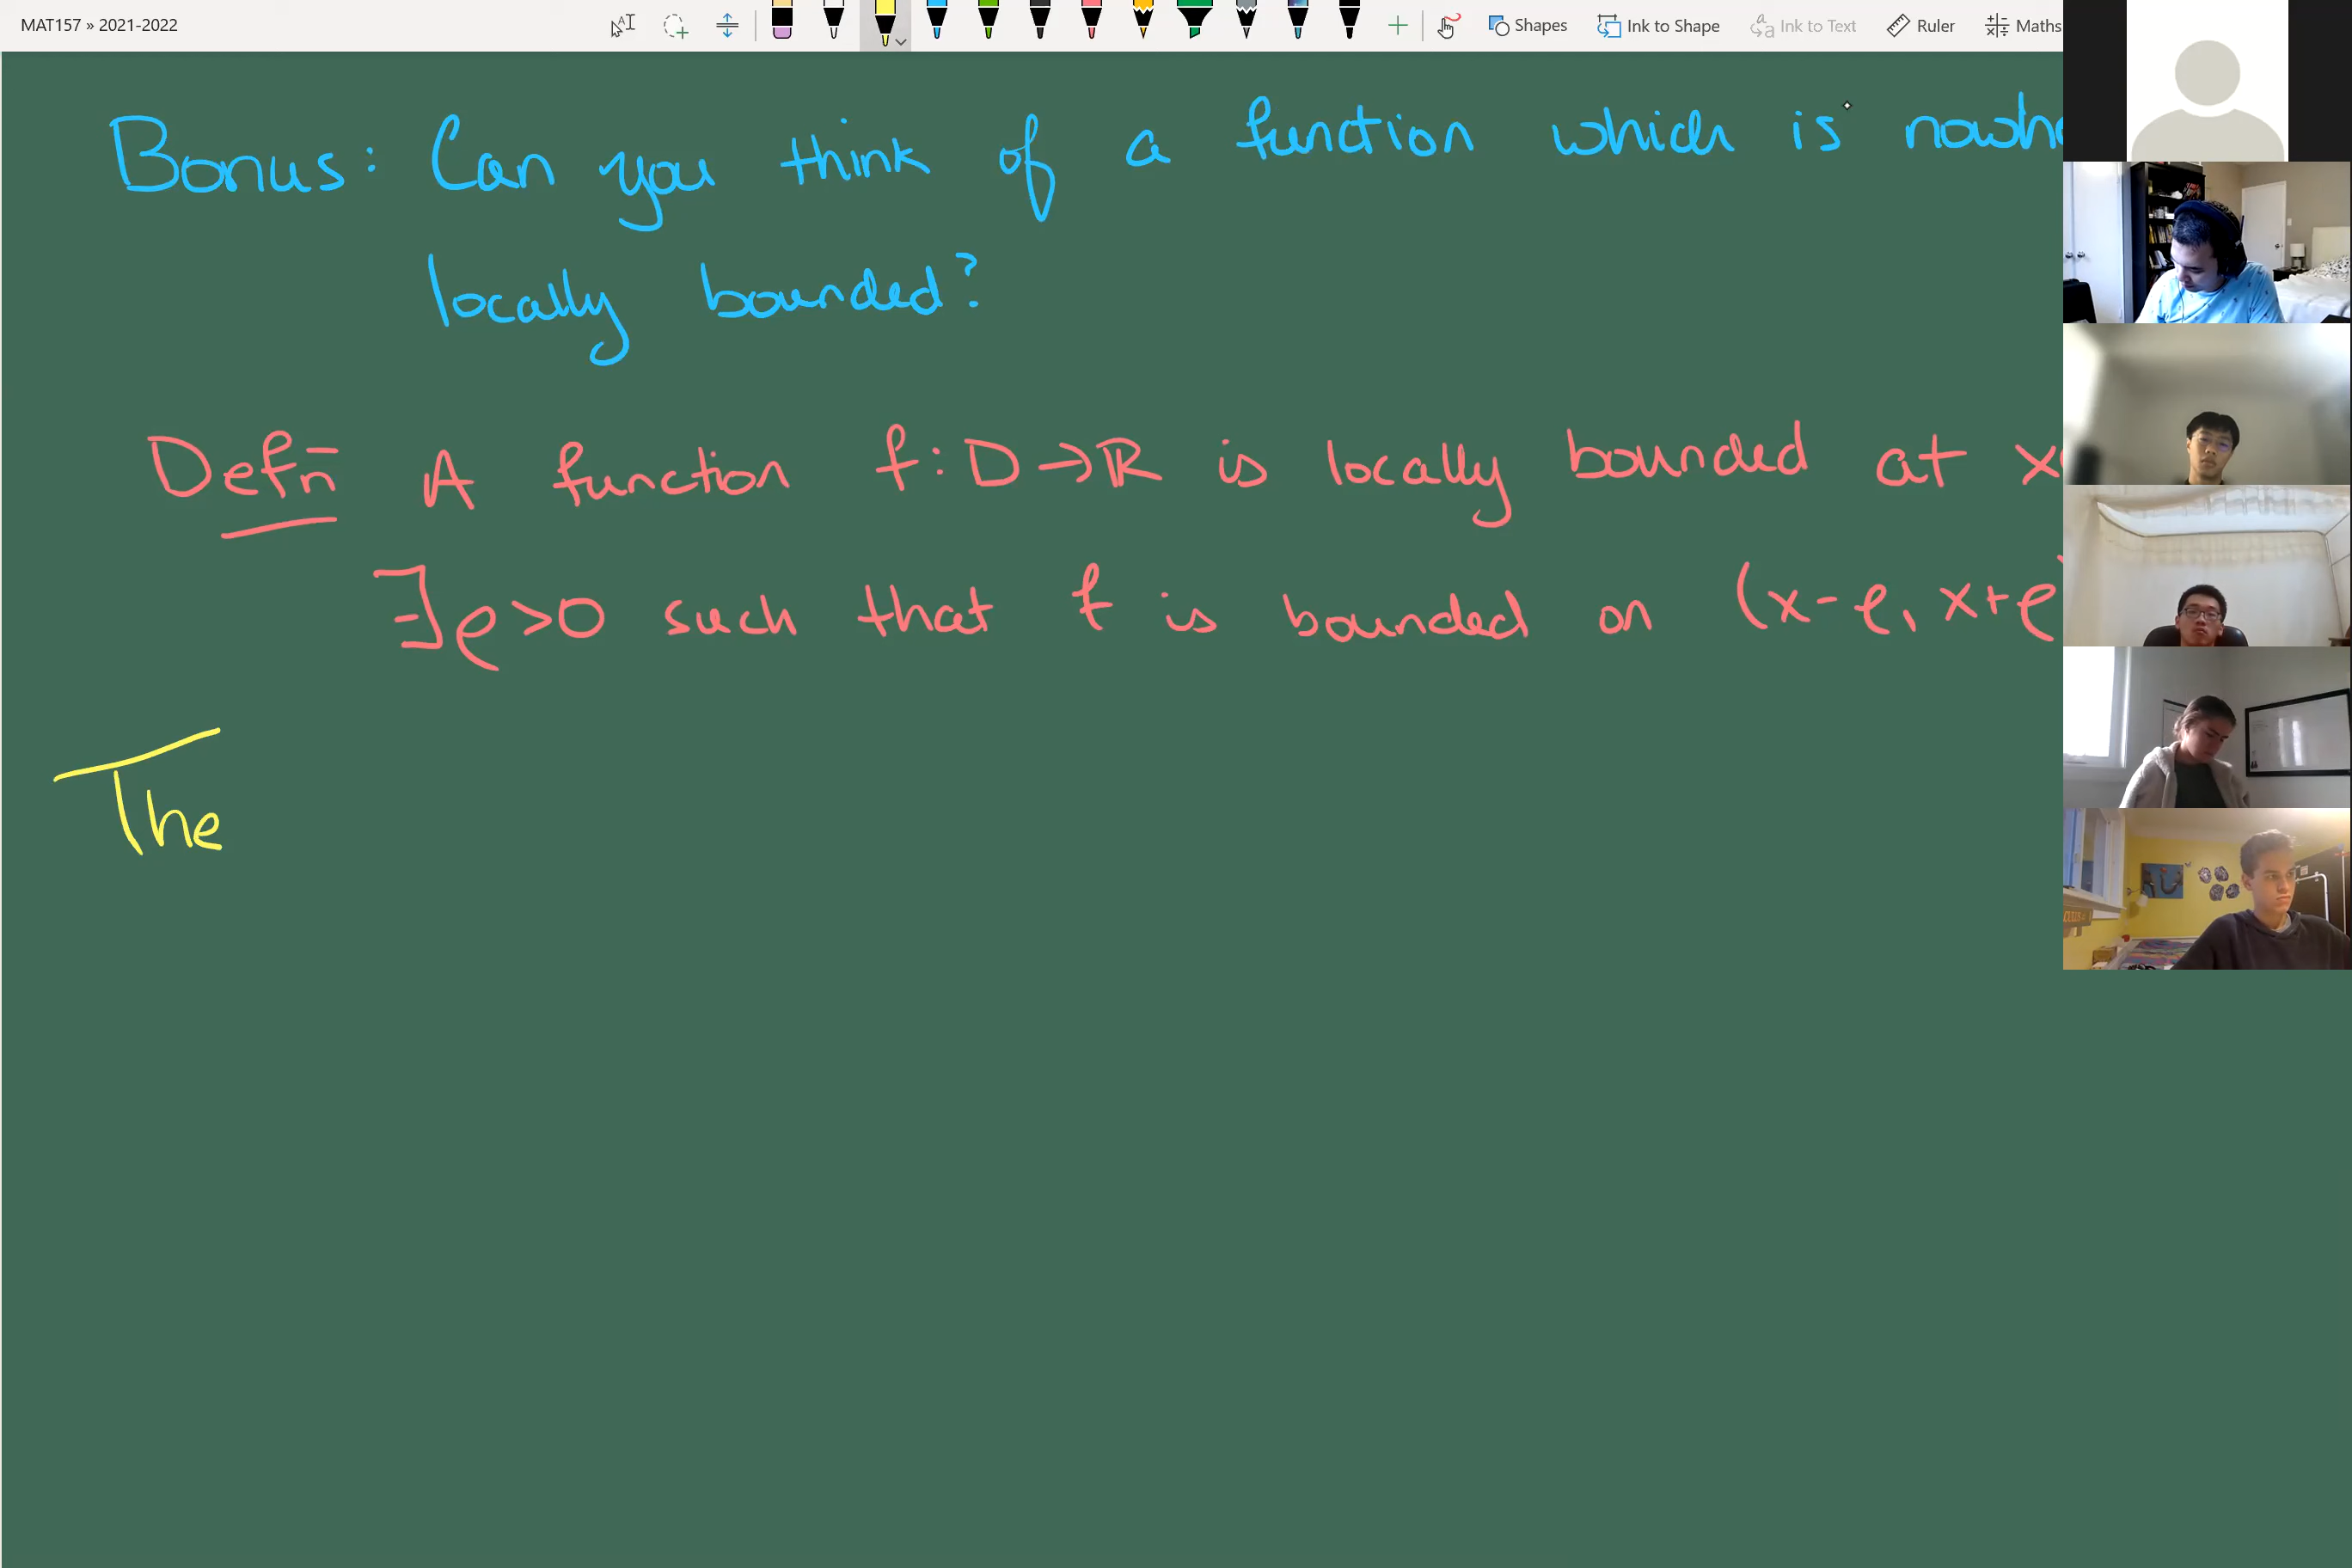 MAT157 » 2021-2022
Shapes Ink to Shape Ink to Text Ruler Maths
Bonus: Can you think of a function which is nowhe
locally bounded?
Defn A function f: D → ℝ is locally bounded at x
∃ρ>0 such that f is bounded on (x-ρ, x+ρ
The